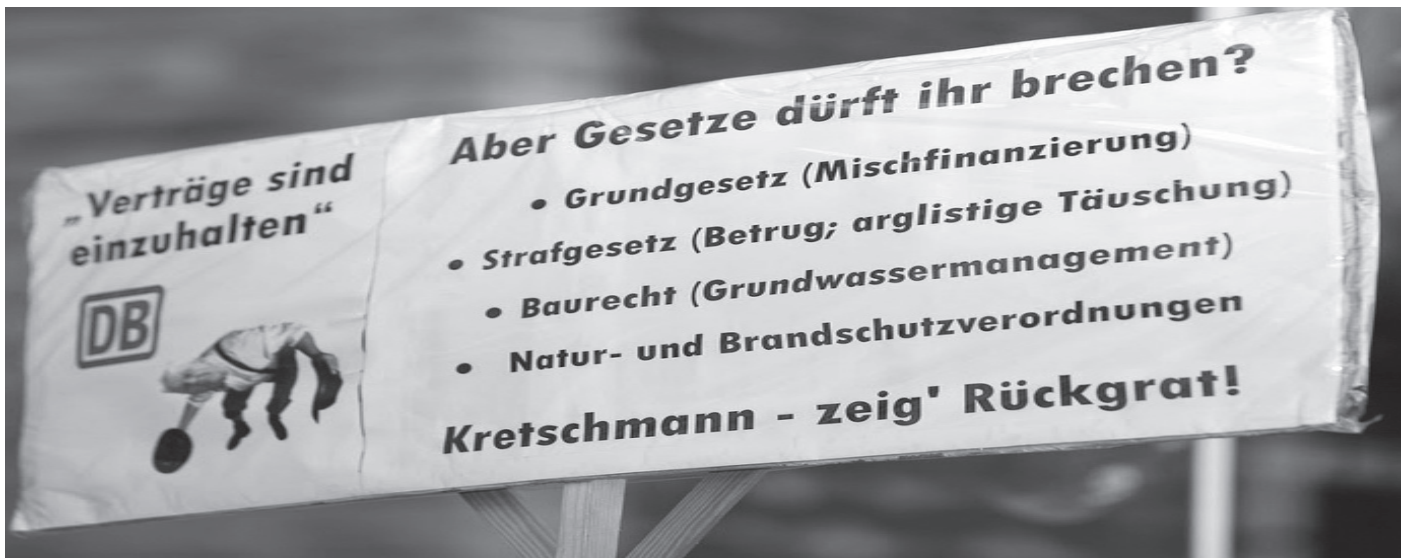 „Verträge sind
einzuhalten“
DB
Aber Gesetze dürft ihr brechen?
• Grundgesetz (Mischfinanzierung)
• Strafgesetz (Betrug; arglistige Täuschung)
• Baurecht (Grundwassermanagement)
• Natur- und Brandschutzverordnungen
Kretschmann - zeig' Rückgrat!